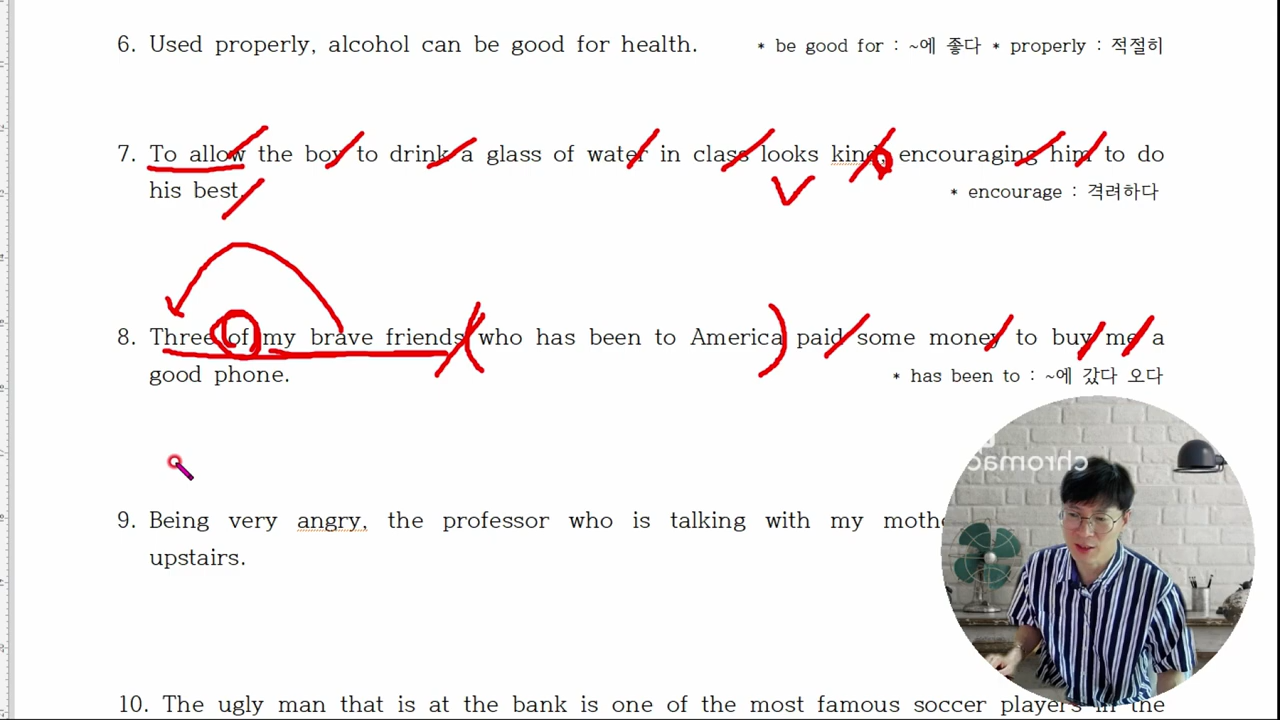 6. Used properly, alcohol can be good for health. * be good for : ~에 좋다 * properly : 적절히
7. To allow the boy to drink a glass of water in class looks kind, encouraging him to do
his best. * encourage : 격려하다
8. Three of my brave friends who has been to America paid some money to buy me a
good phone. * has been to : ~에 갔다 오다
chromac
9. Being very angry, the professor who is talking with my
upstairs.
10. The ugly man that is at the bank is one of the most famous soccer players in the